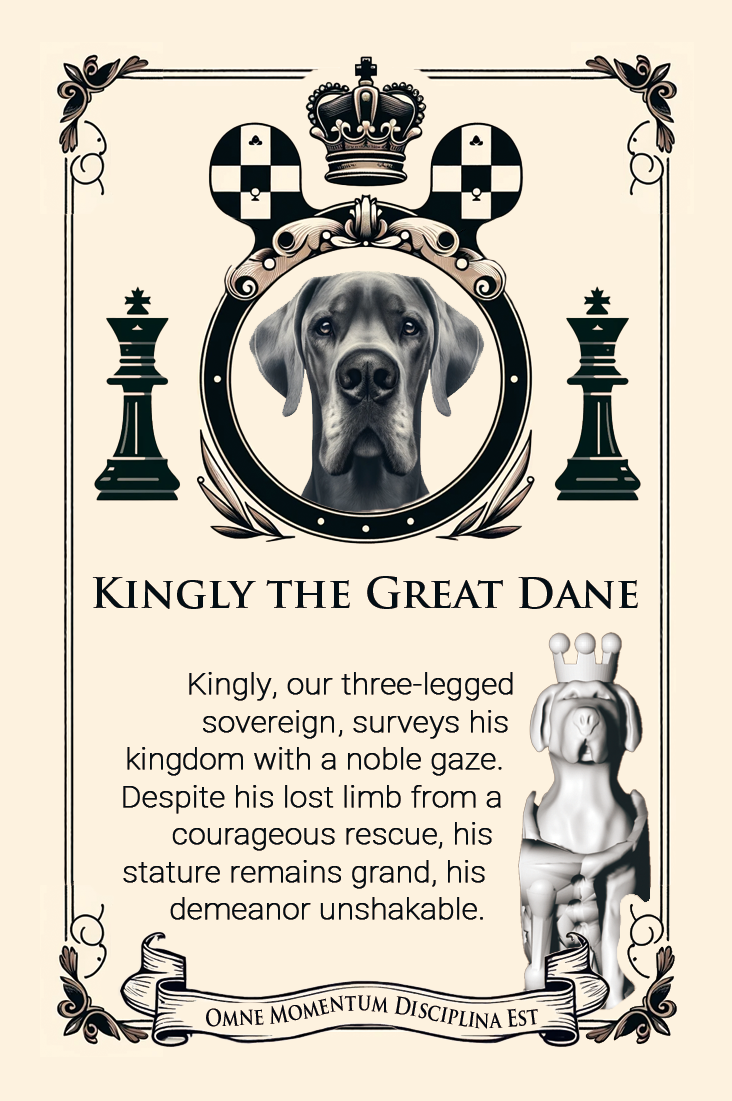 Kingly the Great Dane
Kingly, our three-legged
sovereign, surveys his
kingdom with a noble gaze.
Despite his lost limb from a
courageous rescue, his
stature remains grand, his
demeanor unshakable.
Omne Momentum Disciplina Est